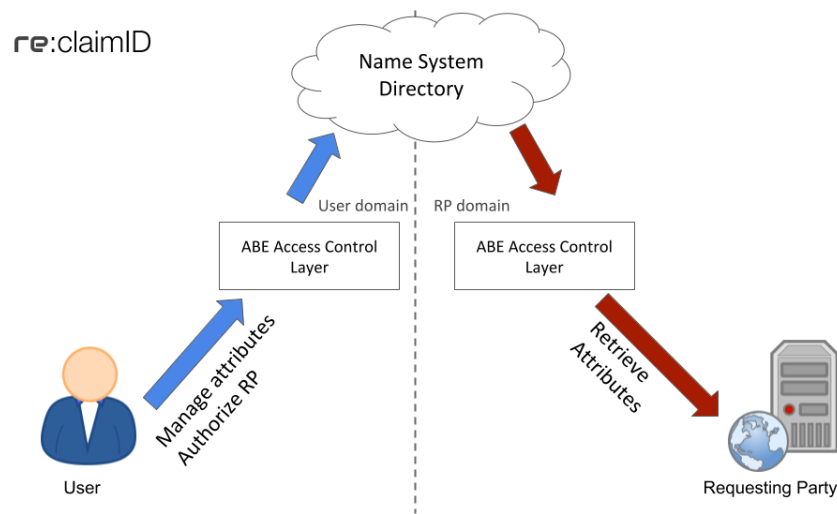 re:claimID
Name System
Directory
User domain
RP domain
ABE Access Control
Layer
ABE Access Control
Layer
Manage attributes
Authorize RP
Retrieve
Attributes
User
Requesting Party